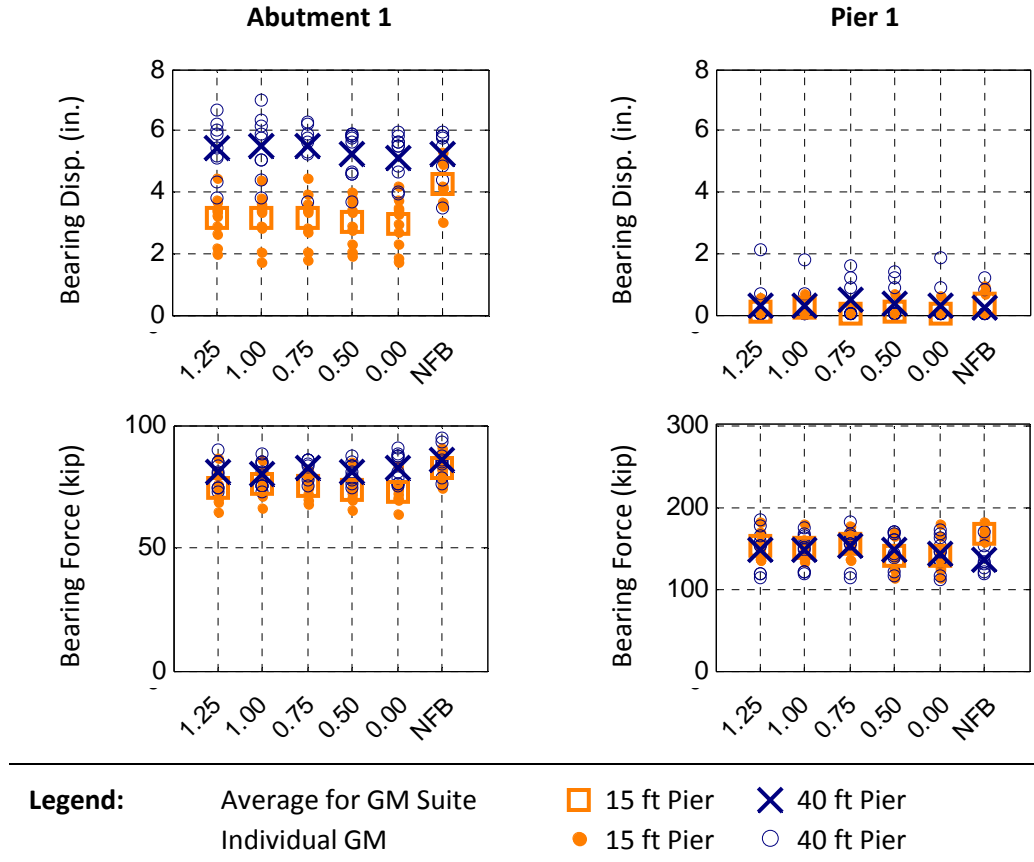 Abutment 1
Pier 1
Bearing Disp. (in.)
8
6
4
2
0
1.25 1.00 0.75 0.50 0.00 NFB
Bearing Disp. (in.)
8
6
4
2
0
1.25 1.00 0.75 0.50 0.00 NFB
Bearing Force (kip)
100
50
0
1.25 1.00 0.75 0.50 0.00 NFB
Bearing Force (kip)
300
200
100
0
1.25 1.00 0.75 0.50 0.00 NFB
Legend: Average for GM Suite 15 ft Pier 40 ft Pier
Individual GM 15 ft Pier 40 ft Pier